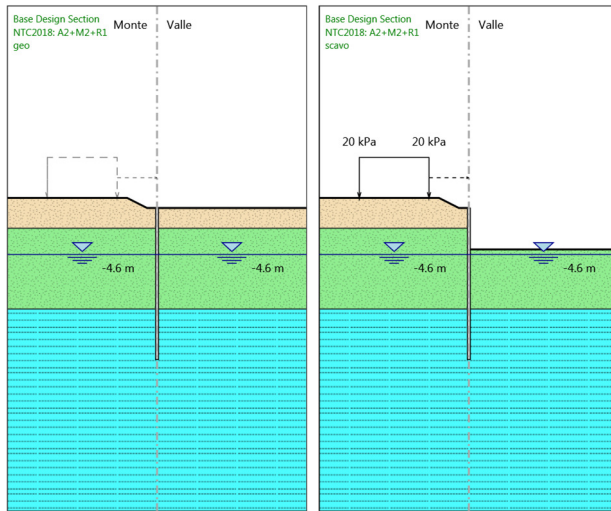 Base Design Section
NTC2018: A2+M2+R1
geo
Monte
Valle
-4.6 m
-4.6 m
Base Design Section
NTC2018: A2+M2+R1
scavo
Monte
Valle
20 kPa
20 kPa
-4.6 m
-4.6 m